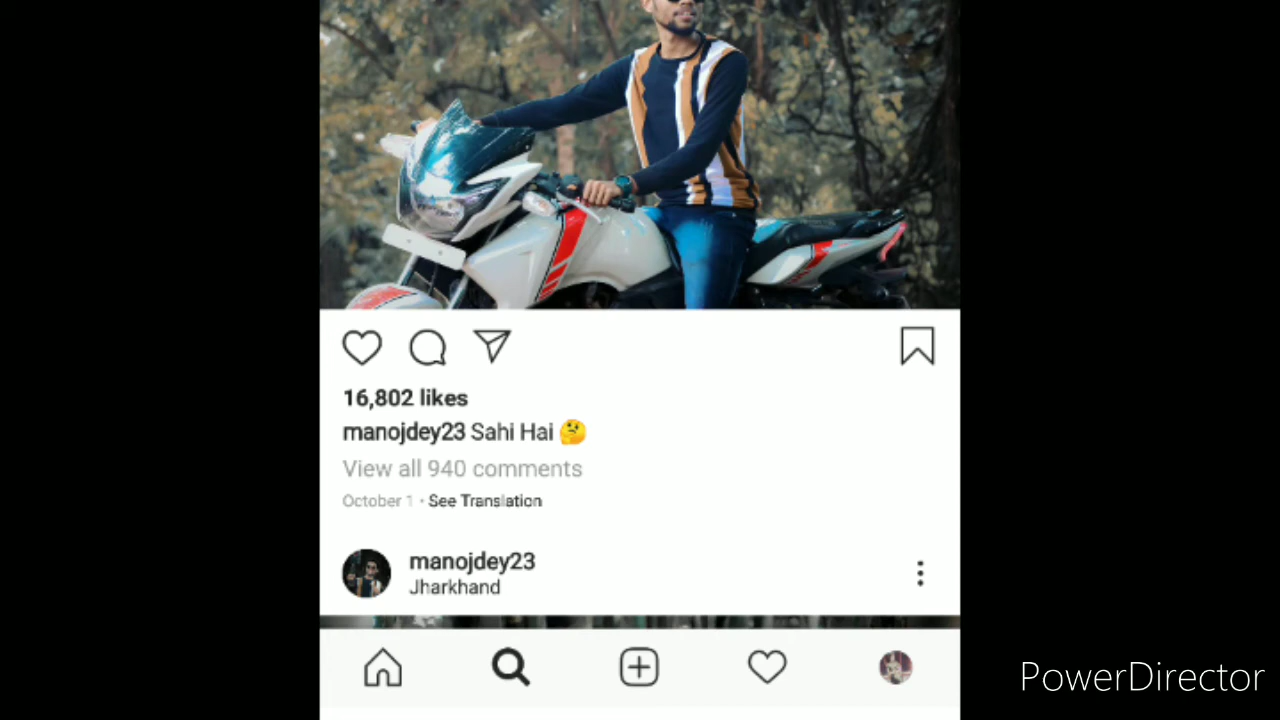 16,802 likes
manojdey23 Sahi Hai 🤔
View all 940 comments
October 1 • See Translation
manojdey23
Jharkhand
PowerDirector